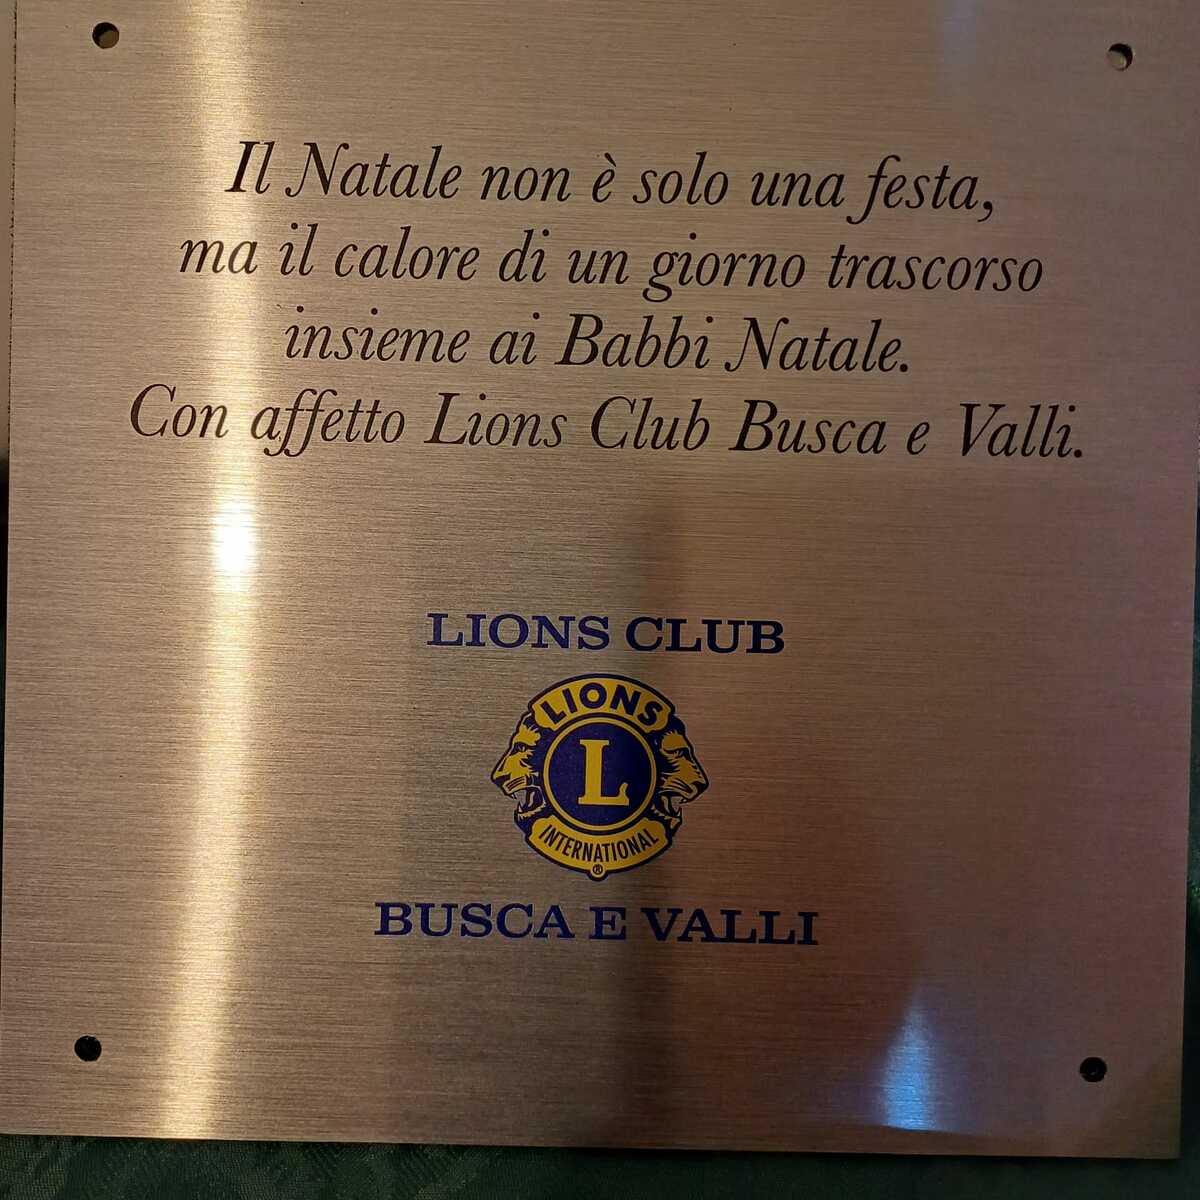 Il Natale non è solo una festa,
ma il calore di un giorno trascorso
insieme ai Babbi Natale.
Con affetto Lions Club Busca e Valli.
LIONS CLUB
LIONS
L
INTERNATIONAL
®
BUSCA E VALLI